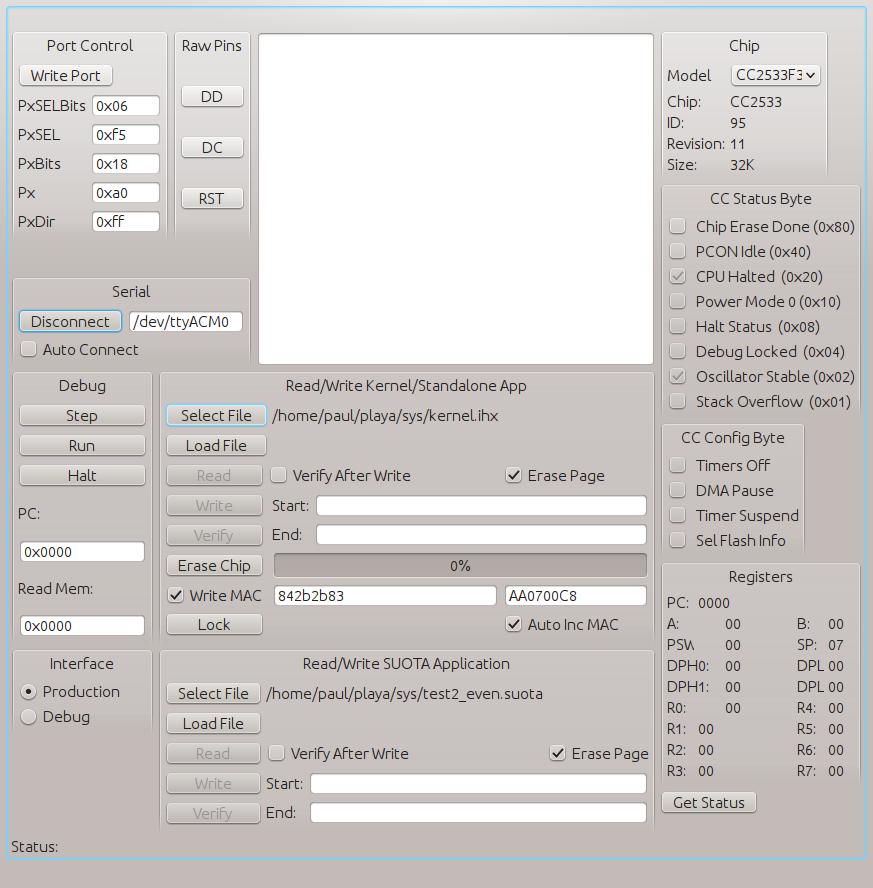 Port Control
Write Port
PxSELBits 0x06
PxSEL 0xf5
PxBits 0x18
Px 0xa0
PxDir 0xff
Raw Pins
DD
DC
RST
Serial
Disconnect /dev/ttyACM0
Auto Connect
Chip
Model CC2533F3
Chip: CC2533
ID: 95
Revision: 11
Size: 32K
CC Status Byte
Chip Erase Done (0x80)
PCON Idle (0x40)
CPU Halted (0x20)
Power Mode 0 (0x10)
Halt Status (0x08)
Debug Locked (0x04)
Oscillator Stable (0x02)
Stack Overflow (0x01)
Debug
Step
Run
Halt
PC:
0x0000
Read Mem:
0x0000
Interface
Production
Debug
Read/Write Kernel/Standalone App
Select File /home/paul/playa/sys/kernel.ihx
Load File
Read Verify After Write Erase Page
Write Start:
Verify End:
Erase Chip 0%
Write MAC 842b2b83 AA0700C8
Lock Auto Inc MAC
Read/Write SUOTA Application
Select File /home/paul/playa/sys/test2_even.suota
Load File
Read Verify After Write Erase Page
Write Start:
Verify End:
CC Config Byte
Timers Off
DMA Pause
Timer Suspend
Sel Flash Info
Registers
PC: 0000
A: 00 B: 00
PSW 00 SP: 07
DPH0: 00 DPL 00
DPH1: 00 DPL 00
R0: 00 R4: 00
R1: 00 R5: 00
R2: 00 R6: 00
R3: 00 R7: 00
Get Status
Status: